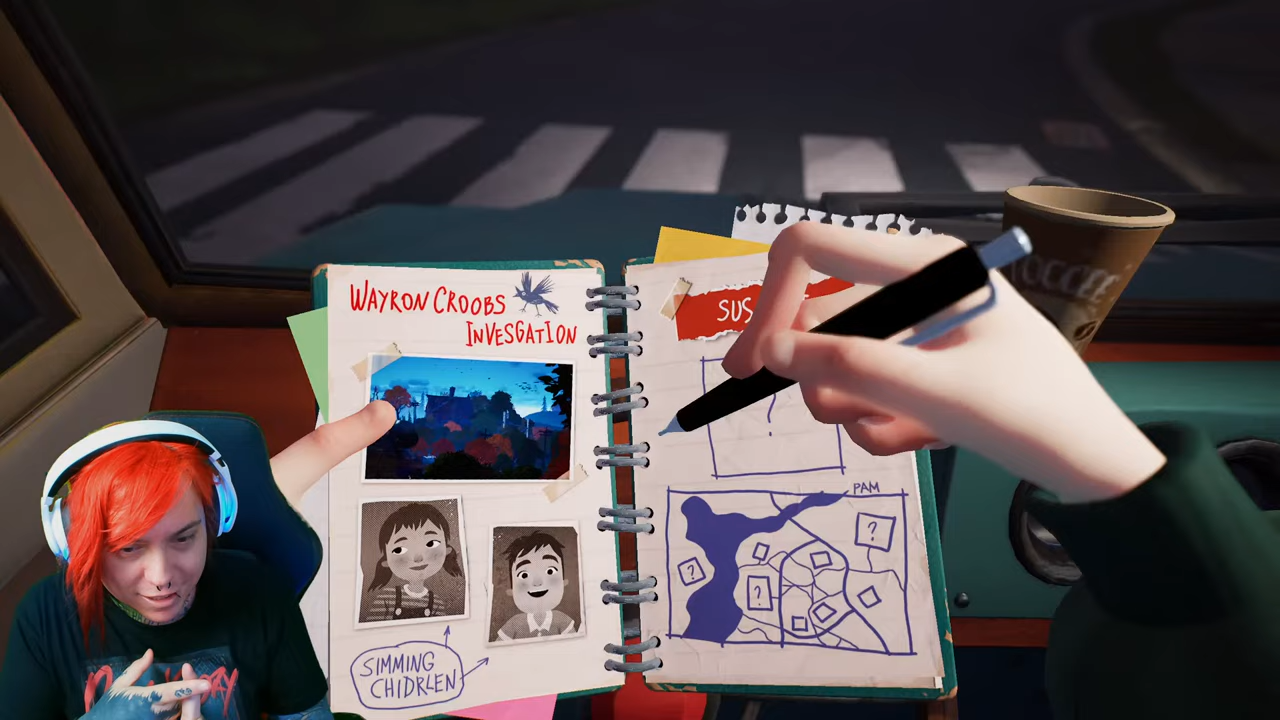 WAYRON CROOBS
INVESGATION
SIMMING
CHIDRLEN
SUS
?
PAM
?
?
?